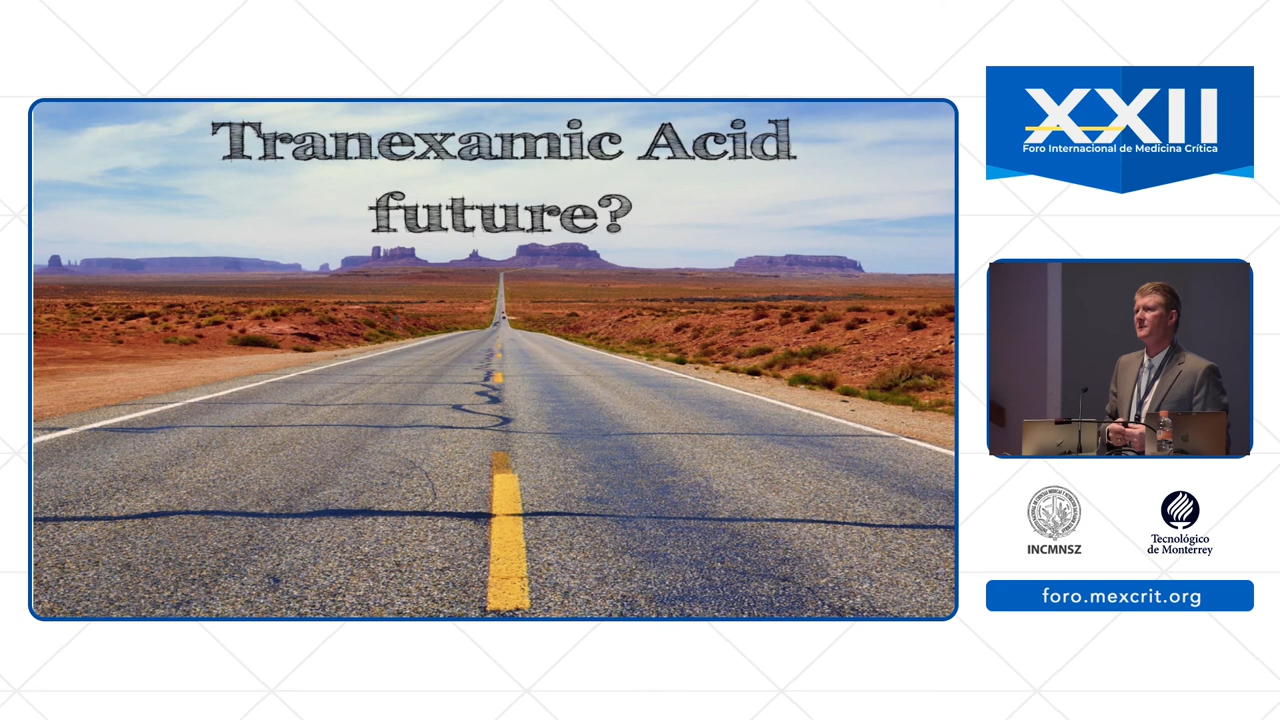 Tranexamic Acid
future?
XXII
Foro Internacional de Medicina Crítica
INCMNSZ
Tecnológico
de Monterrey
foro.mexcrit.org